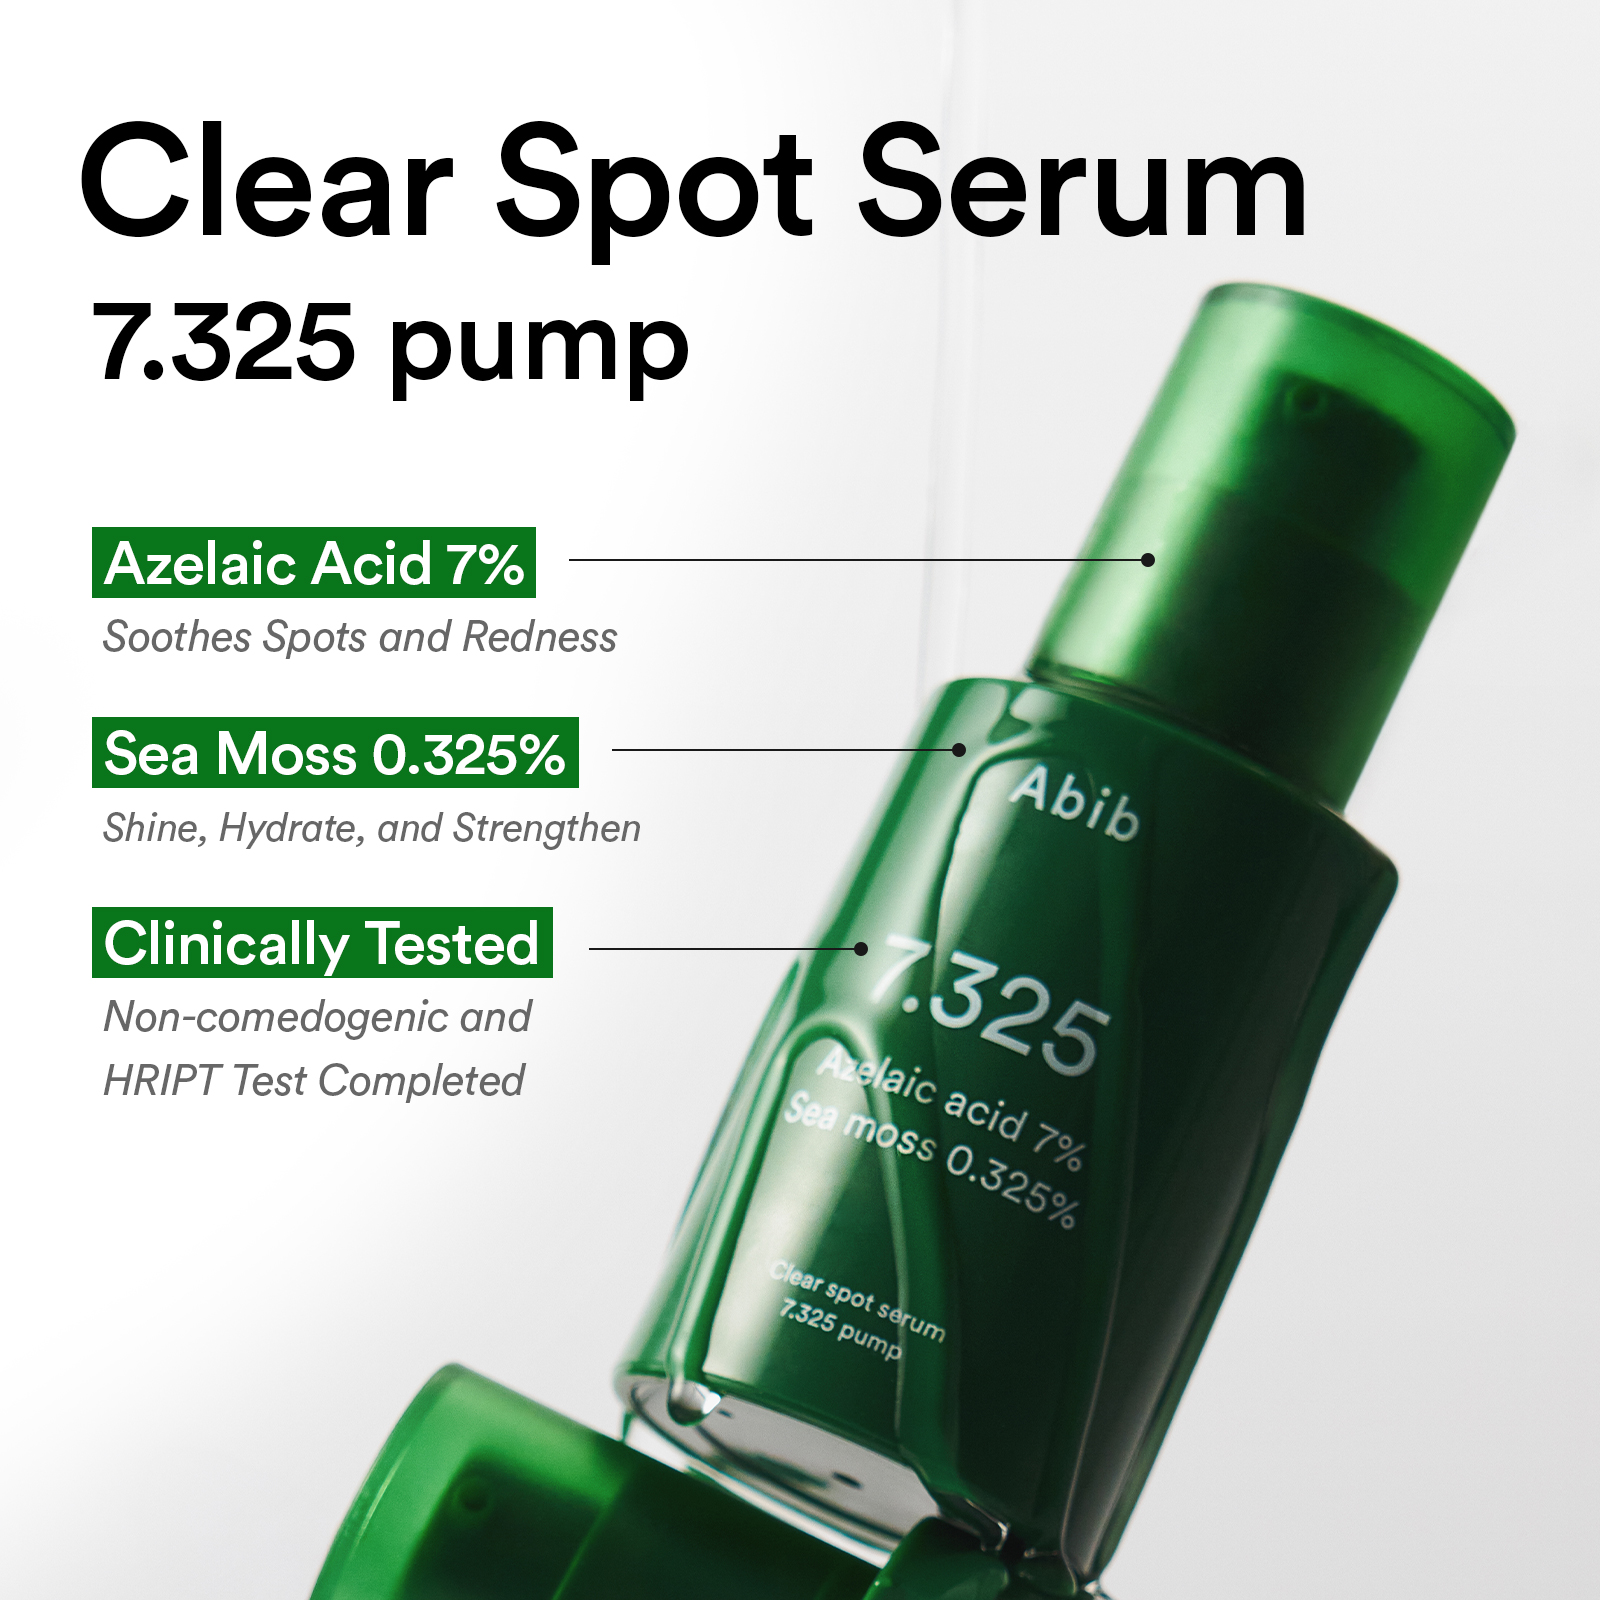 Clear Spot Serum
7.325 pump
Azelaic Acid 7%
Soothes Spots and Redness
Sea Moss 0.325%
Shine, Hydrate, and Strengthen
Clinically Tested
Non-comedogenic and
HRIPT Test Completed
Abib
7.325
Azelaic acid 7%
Sea moss 0.325%
Clear spot serum
7.325 pump